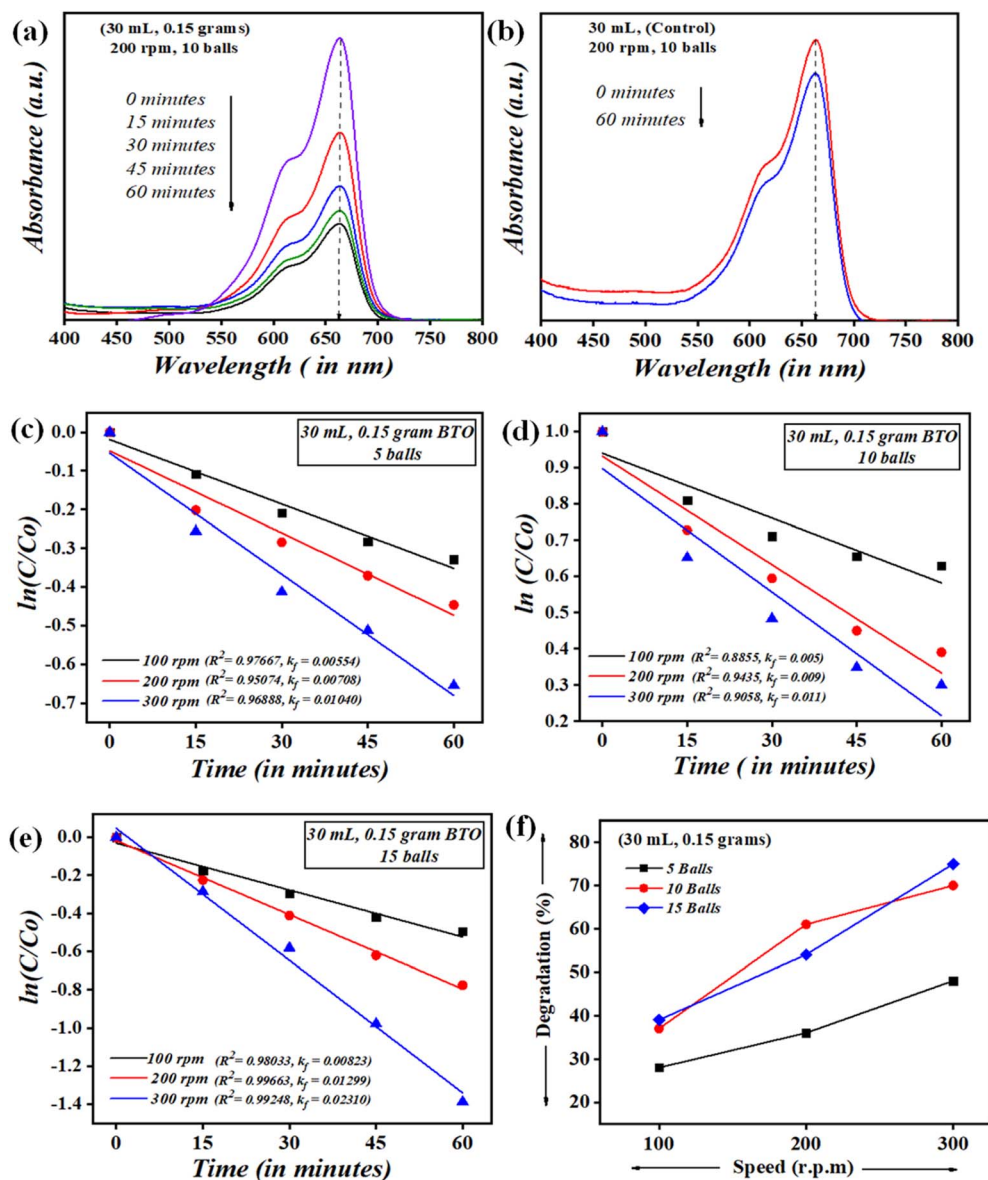 (a)
(30 mL, 0.15 grams)
200 rpm, 10 balls
0 minutes
15 minutes
30 minutes
45 minutes
60 minutes
Absorbance (a.u.)
400 450 500 550 600 650 700 750 800
Wavelength ( in nm)
(b)
30 mL, (Control)
200 rpm, 10 balls
0 minutes
60 minutes
Absorbance (a.u.)
400 450 500 550 600 650 700 750 800
Wavelength (in nm)
(c)
30 mL, 0.15 gram BTO
5 balls
0.0
-0.1
-0.2
-0.3
-0.4
-0.5
-0.6
-0.7
ln(C/Co)
100 rpm (R²= 0.97667, kf = 0.00554)
200 rpm (R²= 0.95074, kf = 0.00708)
300 rpm (R²= 0.96888, kf = 0.01040)
0 15 30 45 60
Time (in minutes)
(d)
30 mL, 0.15 gram BTO
10 balls
1.0
0.9
0.8
0.7
0.6
0.5
0.4
0.3
0.2
ln (C/Co)
100 rpm (R²= 0.8855, kf = 0.005)
200 rpm (R²= 0.9435, kf = 0.009)
300 rpm (R²= 0.9058, kf = 0.011)
0 15 30 45 60
Time ( in minutes)
(e)
30 mL, 0.15 gram BTO
15 balls
0.0
-0.2
-0.4
-0.6
-0.8
-1.0
-1.2
-1.4
ln(C/Co)
100 rpm (R²= 0.98033, kf = 0.00823)
200 rpm (R²= 0.99663, kf = 0.01299)
300 rpm (R²= 0.99248, kf = 0.02310)
0 15 30 45 60
Time (in minutes)
(f)
(30 mL, 0.15 grams)
5 Balls
10 Balls
15 Balls
80
70
60
50
40
30
20
Degradation (%)
100 200 300
Speed (r.p.m)